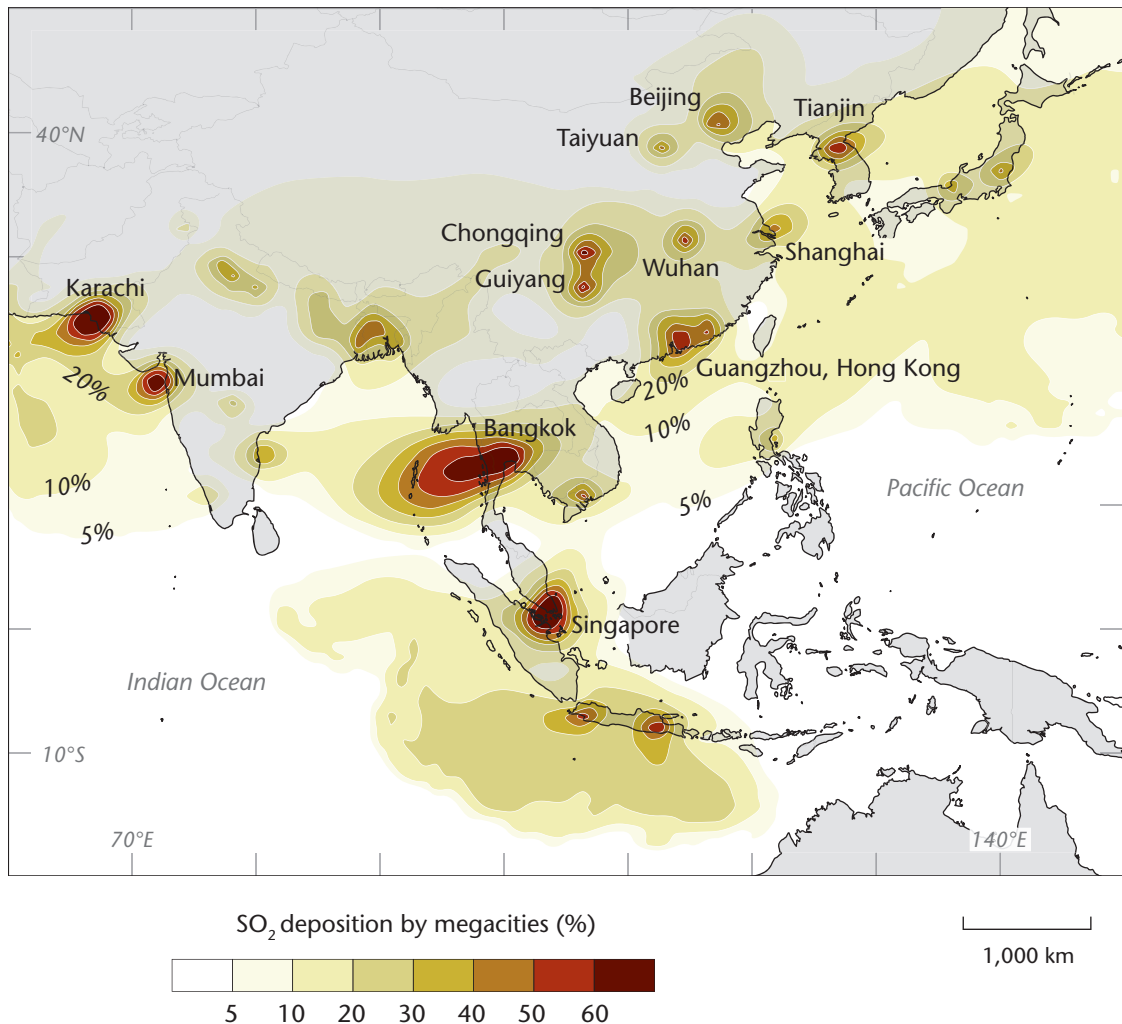 Beijing
Tianjin
40°N
Taiyuan
Chongqing
Shanghai
Wuhan
Guiyang
Karachi
Mumbai
20%
Guangzhou, Hong Kong
20%
10%
Bangkok
10%
Pacific Ocean
5%
5%
Singapore
Indian Ocean
10°S
70°E
140°E
SO₂ deposition by megacities (%)
5 10 20 30 40 50 60
1,000 km